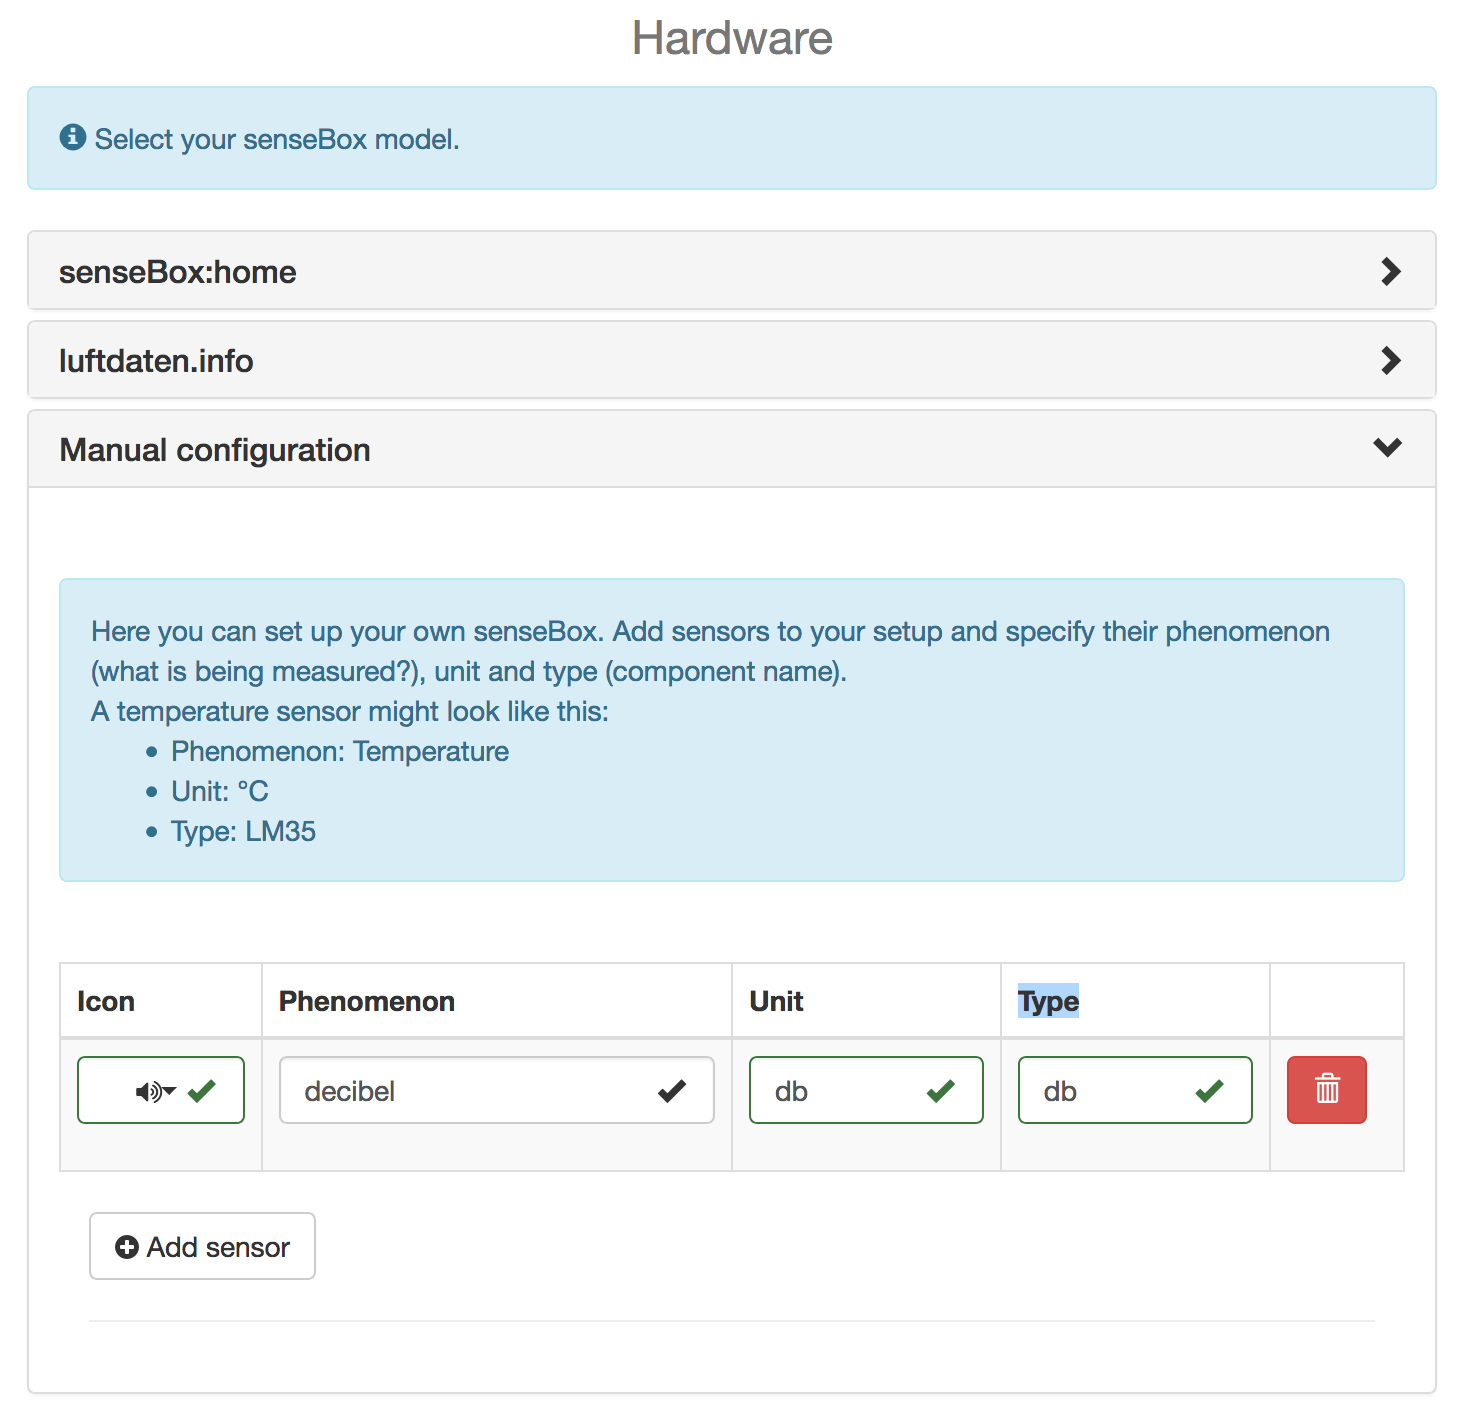 Hardware
Select your senseBox model.
senseBox:home
luftdaten.info
Manual configuration
Here you can set up your own senseBox. Add sensors to your setup and specify their phenomenon
(what is being measured?), unit and type (component name).
A temperature sensor might look like this:
• Phenomenon: Temperature
• Unit: °C
• Type: LM35
Icon Phenomenon Unit Type
decibel db db
Add sensor